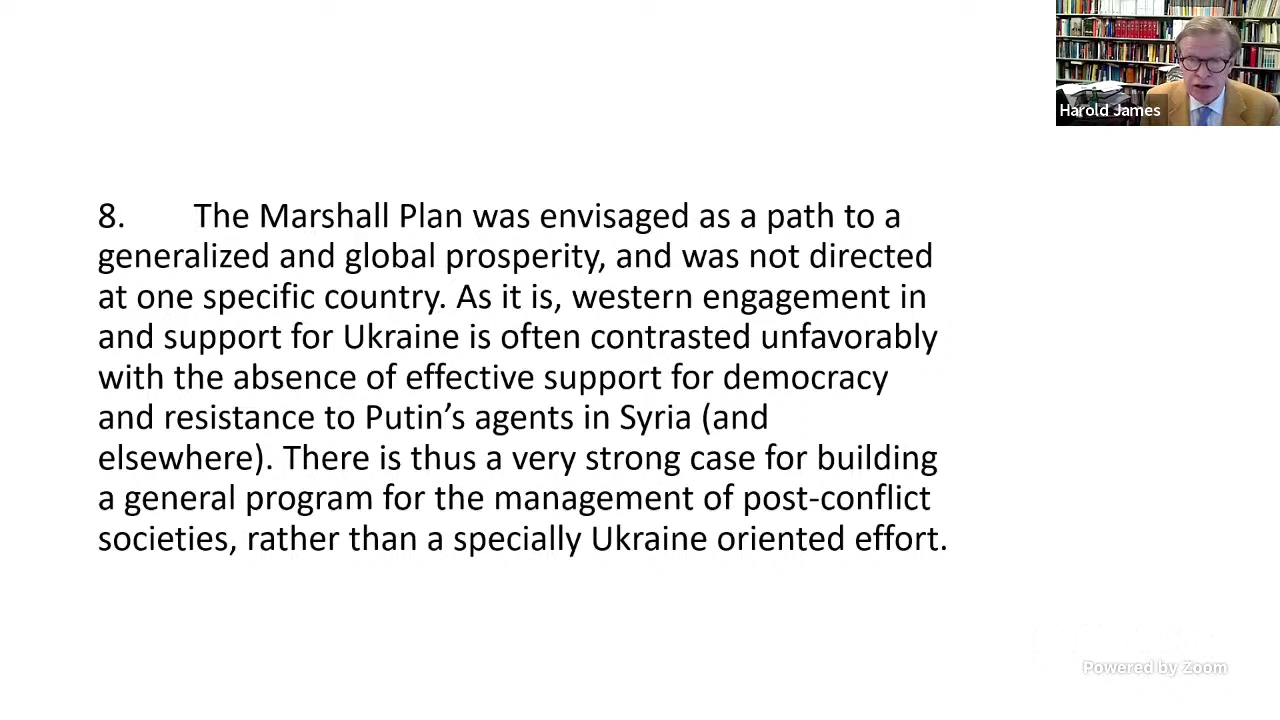 Harold James
8. The Marshall Plan was envisaged as a path to a
generalized and global prosperity, and was not directed
at one specific country. As it is, western engagement in
and support for Ukraine is often contrasted unfavorably
with the absence of effective support for democracy
and resistance to Putin’s agents in Syria (and
elsewhere). There is thus a very strong case for building
a general program for the management of post-conflict
societies, rather than a specially Ukraine oriented effort.
Powered by Zoom